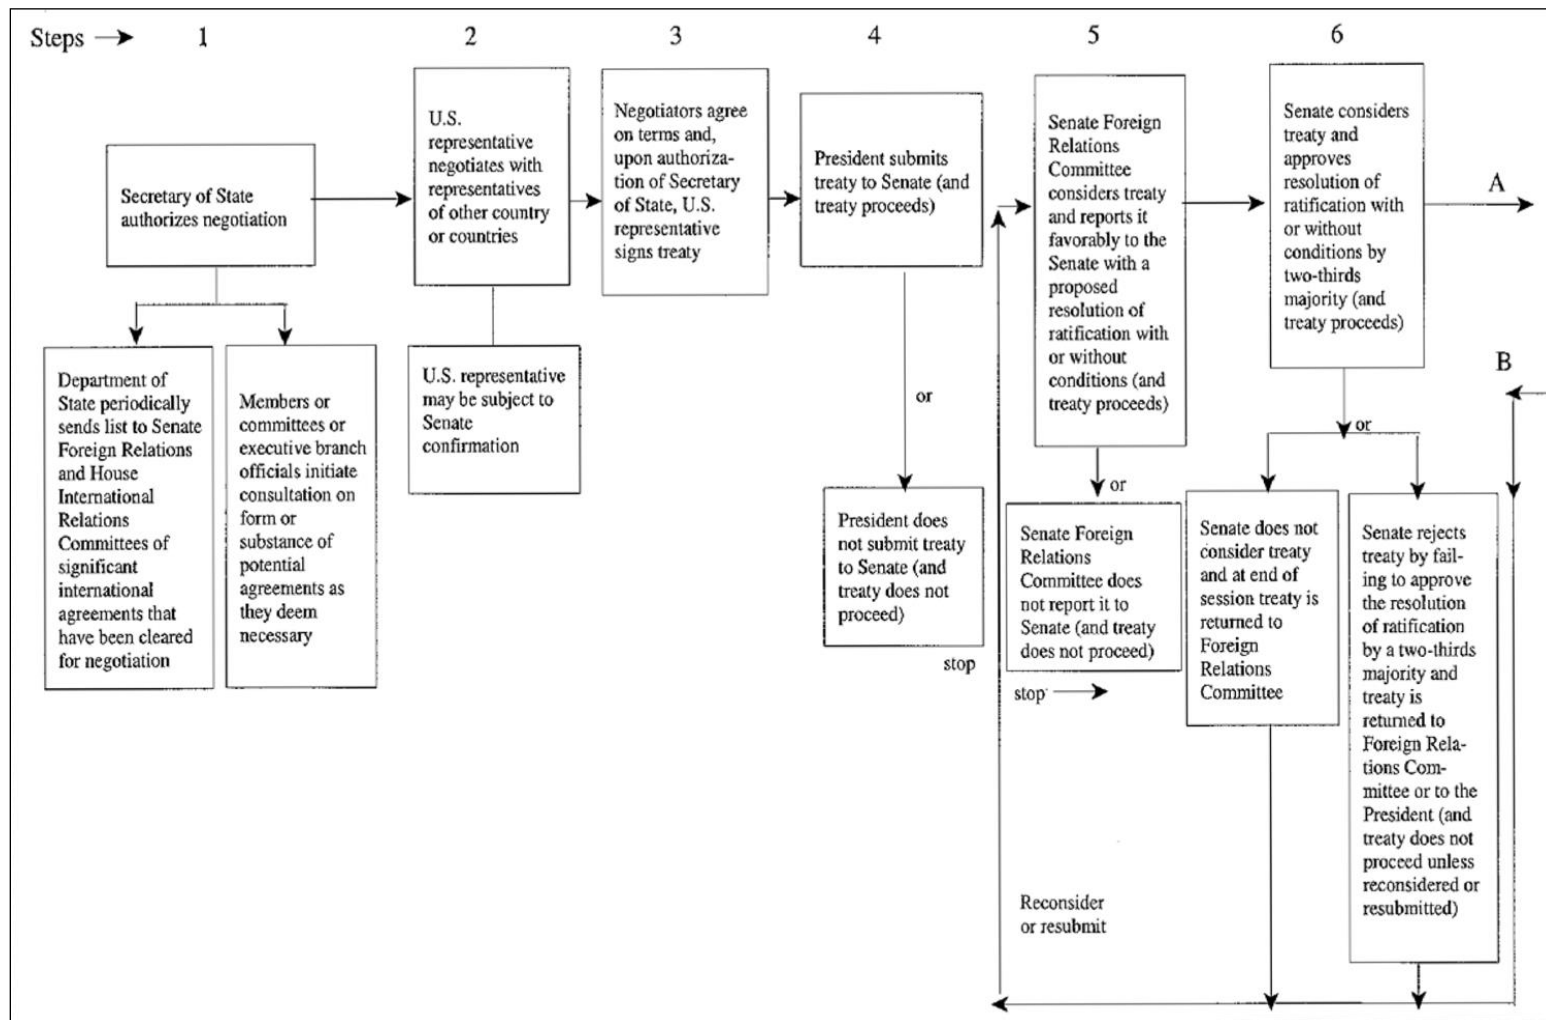 Steps → 1 2 3 4 5 6
Secretary of State
authorizes negotiation
Department of
State periodically
sends list to Senate
Foreign Relations
and House
International
Relations
Committees of
significant
international
agreements that
have been cleared
for negotiation
Members or
committees or
executive branch
officials initiate
consultation on
form or
substance of
potential
agreements as
they deem
necessary
U.S.
representative
negotiates with
representatives
of other country
or countries
U.S. representative
may be subject to
Senate
confirmation
Negotiators agree
on terms and,
upon authoriza-
tion of Secretary
of State, U.S.
representative
signs treaty
President submits
treaty to Senate (and
treaty proceeds)
or
President does
not submit treaty
to Senate (and
treaty does not
proceed)
stop
Senate Foreign
Relations
Committee
considers treaty
and reports it
favorably to the
Senate with a
proposed
resolution of
ratification with
or without
conditions (and
treaty proceeds)
or
Senate Foreign
Relations
Committee does
not report it to
Senate (and treaty
does not proceed)
stop
Reconsider
or resubmit
Senate considers
treaty and
approves
resolution of
ratification with
or without
conditions by
two-thirds
majority (and
treaty proceeds)
A
B
or
Senate does not
consider treaty
and at end of
session treaty is
returned to
Foreign
Relations
Committee
Senate rejects
treaty by fail-
ing to approve
the resolution
of ratification
by a two-thirds
majority and
treaty is
returned to
Foreign Rela-
tions Com-
mittee or to the
President (and
treaty does not
proceed unless
reconsidered or
resubmitted)